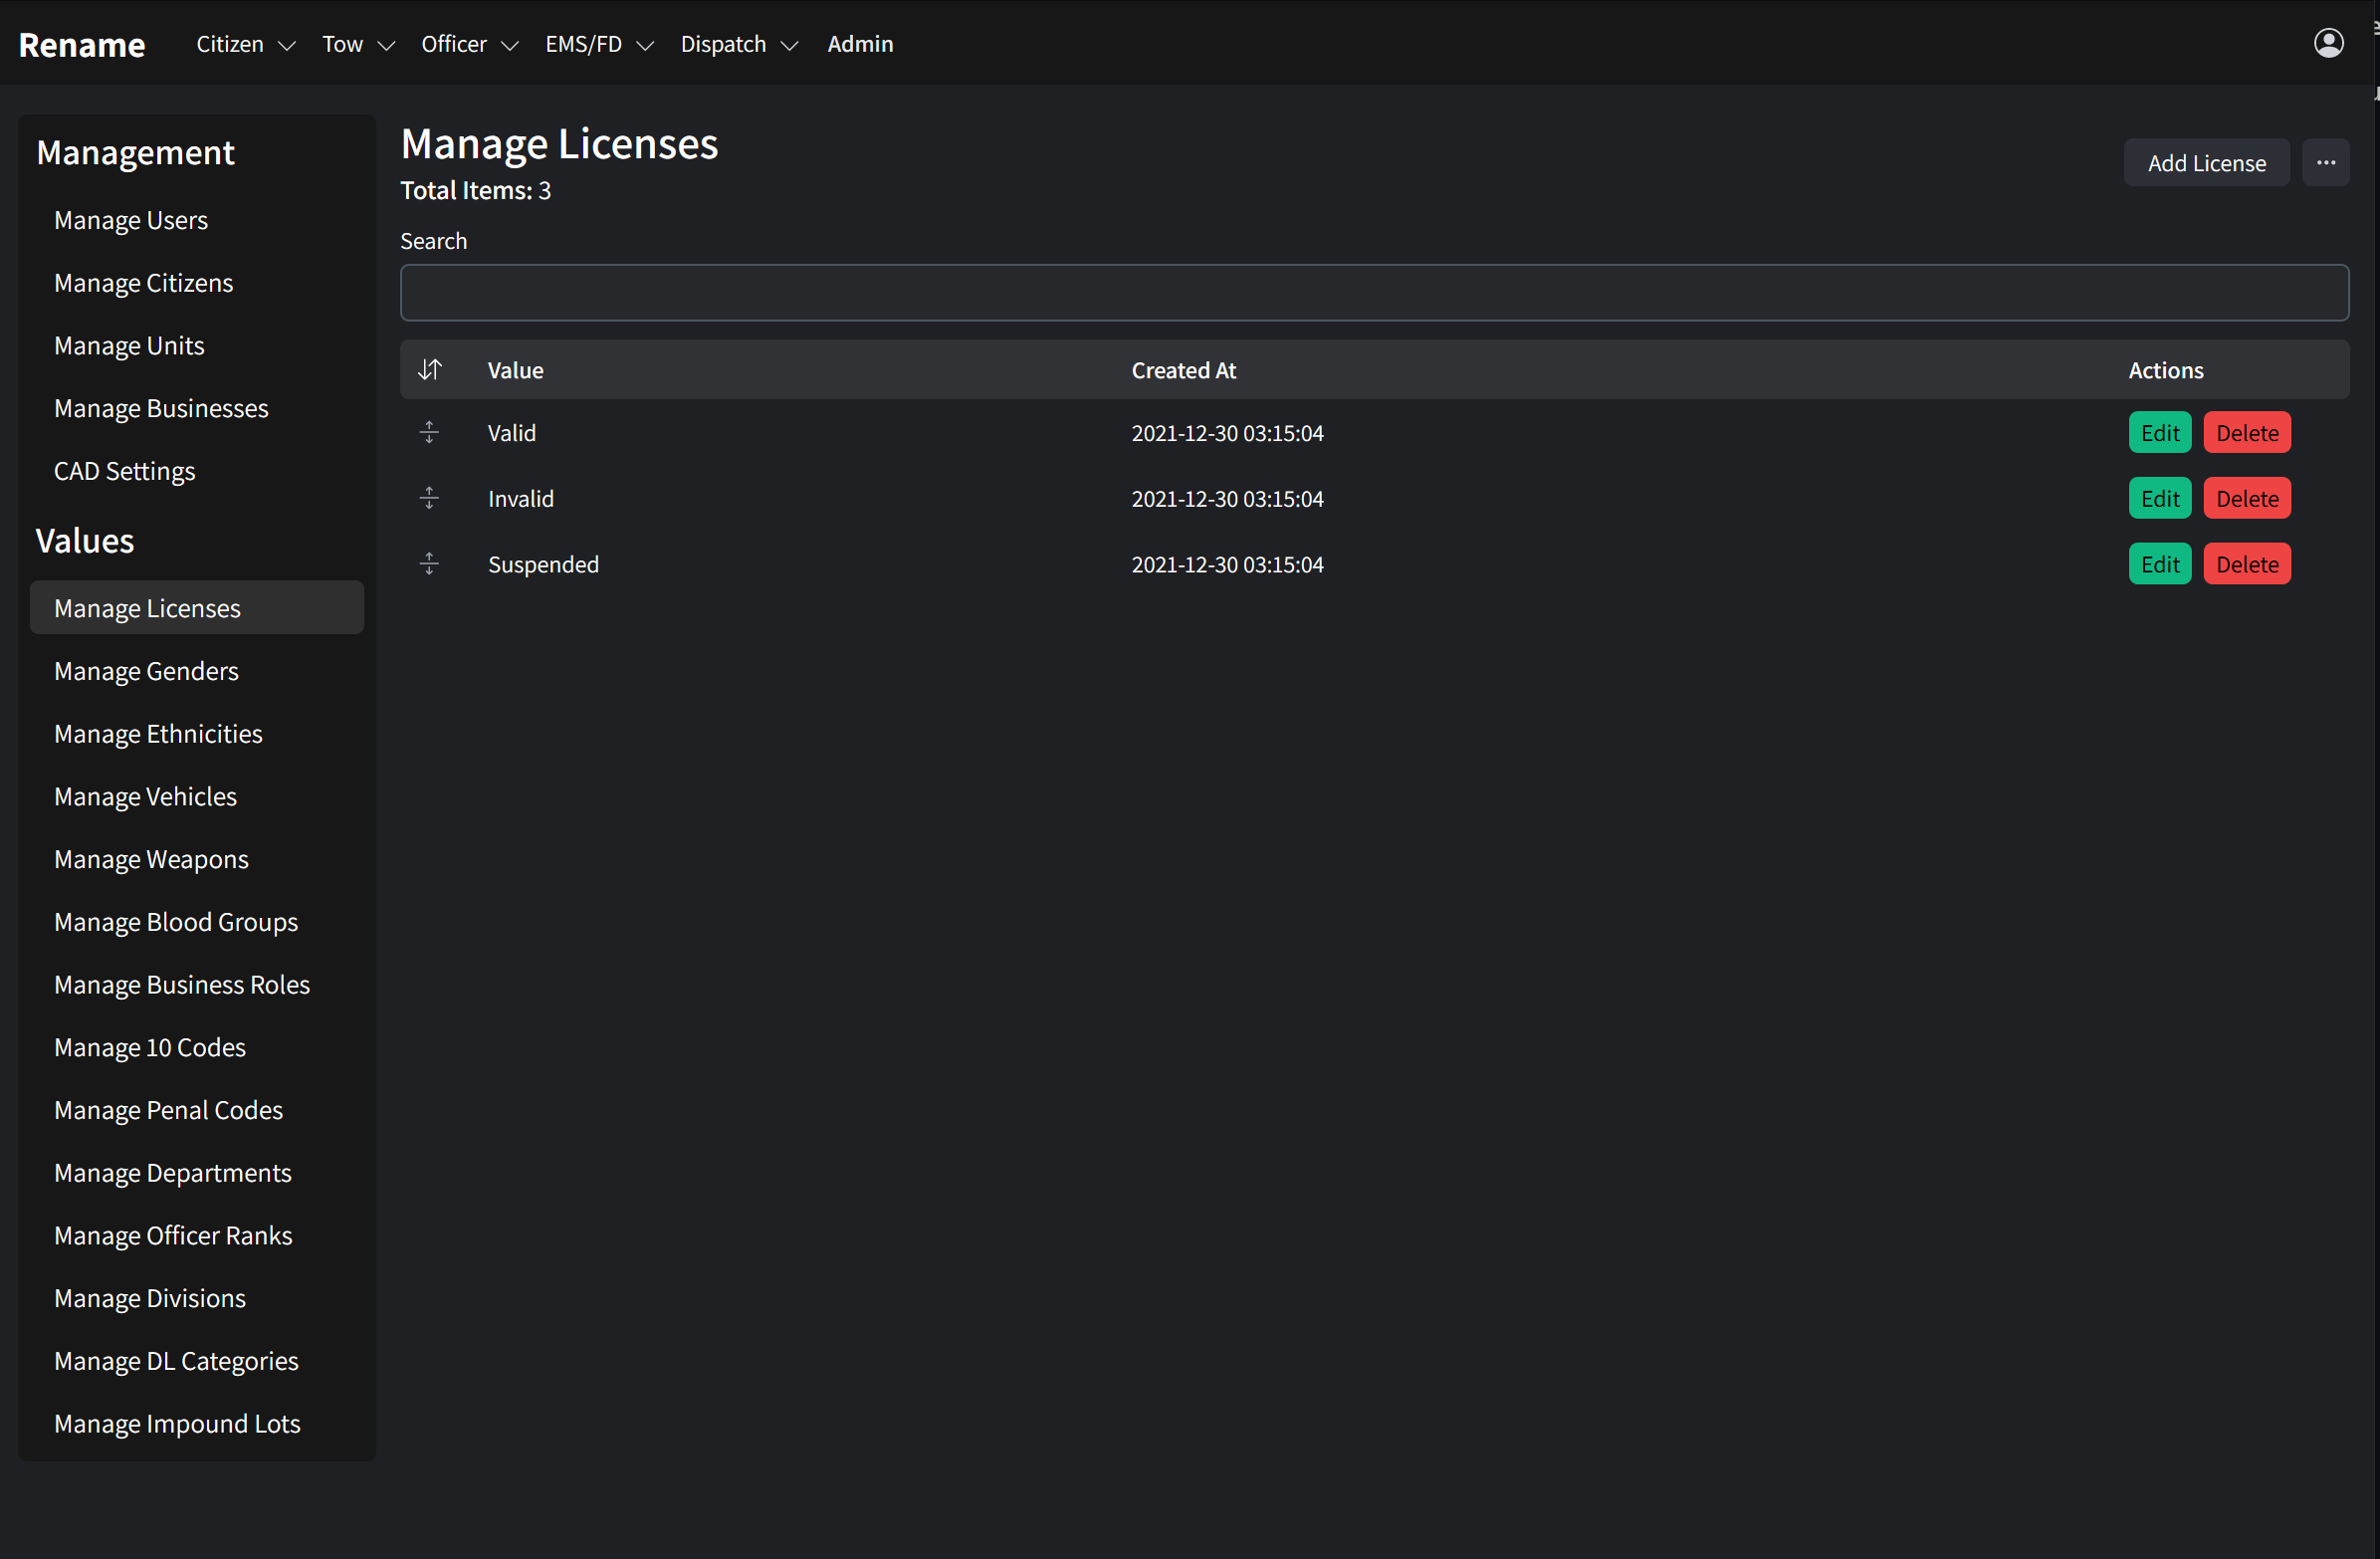 Rename Citizen Tow Officer EMS/FD Dispatch Admin
Management
Manage Users
Manage Citizens
Manage Units
Manage Businesses
CAD Settings
Values
Manage Licenses
Manage Genders
Manage Ethnicities
Manage Vehicles
Manage Weapons
Manage Blood Groups
Manage Business Roles
Manage 10 Codes
Manage Penal Codes
Manage Departments
Manage Officer Ranks
Manage Divisions
Manage DL Categories
Manage Impound Lots
Manage Licenses
Total Items: 3
Add License ...
Search
Value Created At Actions
Valid 2021-12-30 03:15:04 Edit Delete
Invalid 2021-12-30 03:15:04 Edit Delete
Suspended 2021-12-30 03:15:04 Edit Delete